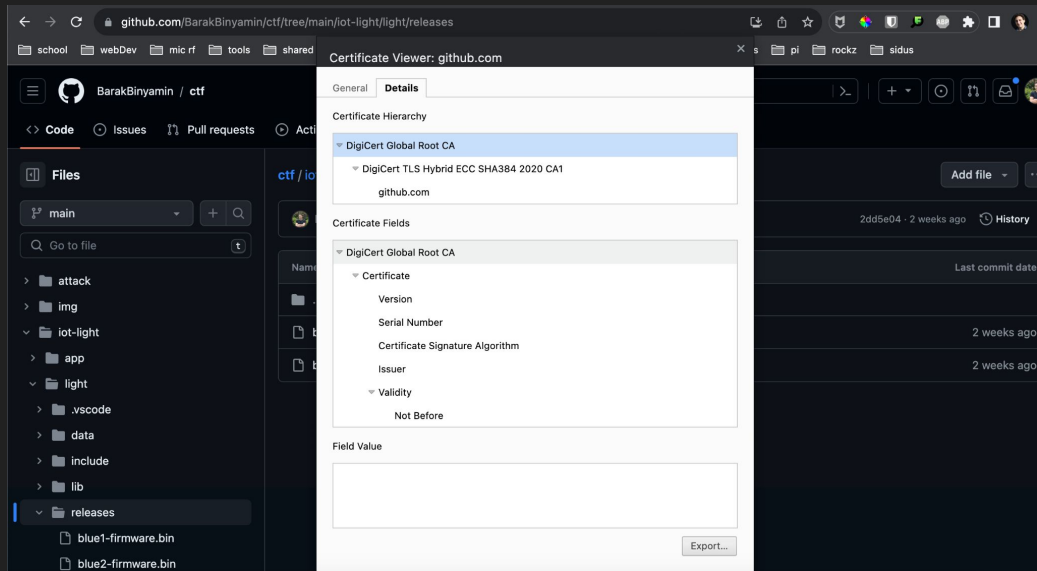 github.com/BarakBinyamin/ctf/tree/main/iot-light/light/releases
school webDev mic rf tools shared s pi rockz sidus
Certificate Viewer: github.com
BarakBinyamin / ctf
General Details
Code Issues Pull requests Acti
Certificate Hierarchy
DigiCert Global Root CA
DigiCert TLS Hybrid ECC SHA384 2020 CA1
github.com
Files
ctf / io
Add file
main
Certificate Fields
2dd5e04 · 2 weeks ago History
Go to file t
DigiCert Global Root CA
Name
Last commit date
Certificate
attack
Version
img
Serial Number
iot-light
2 weeks ago
Certificate Signature Algorithm
app
Issuer
2 weeks ago
light
Validity
.vscode
Not Before
data
Field Value
include
lib
releases
blue1-firmware.bin
Export...
blue2-firmware.bin